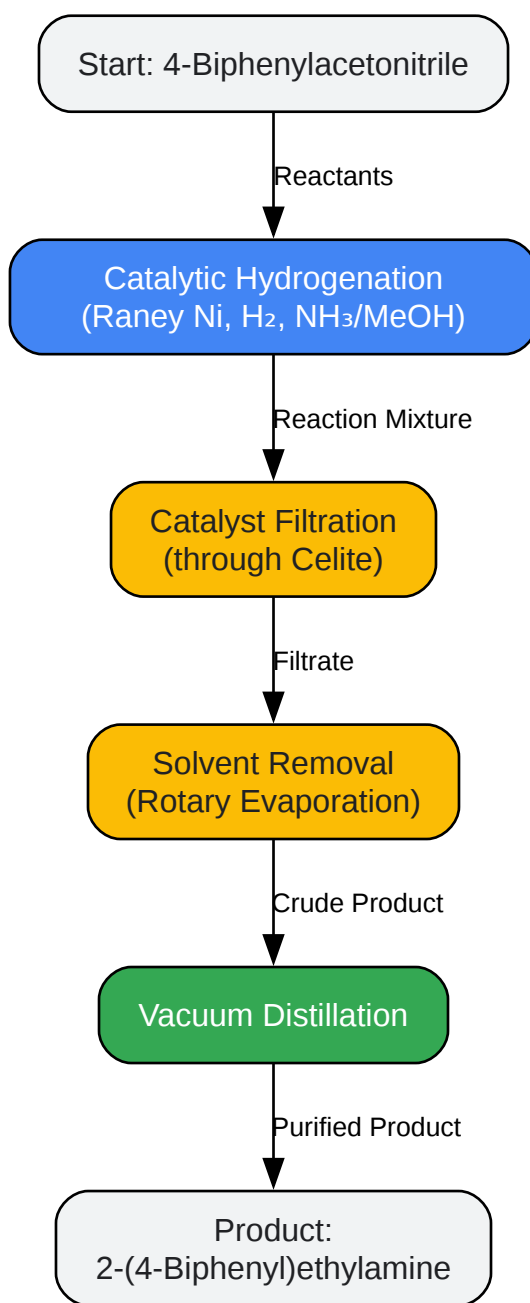 Start: 4-Biphenylacetonitrile
Reactants
Catalytic Hydrogenation
(Raney Ni, H₂, NH₃/MeOH)
Reaction Mixture
Catalyst Filtration
(through Celite)
Filtrate
Solvent Removal
(Rotary Evaporation)
Crude Product
Vacuum Distillation
Purified Product
Product:
2-(4-Biphenyl)ethylamine